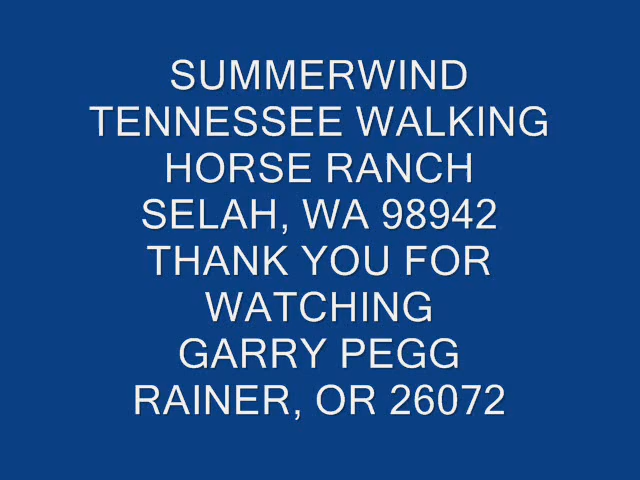 SUMMERWIND
TENNESSEE WALKING
HORSE RANCH
SELAH, WA 98942
THANK YOU FOR
WATCHING
GARRY PEGG
RAINER, OR 26072